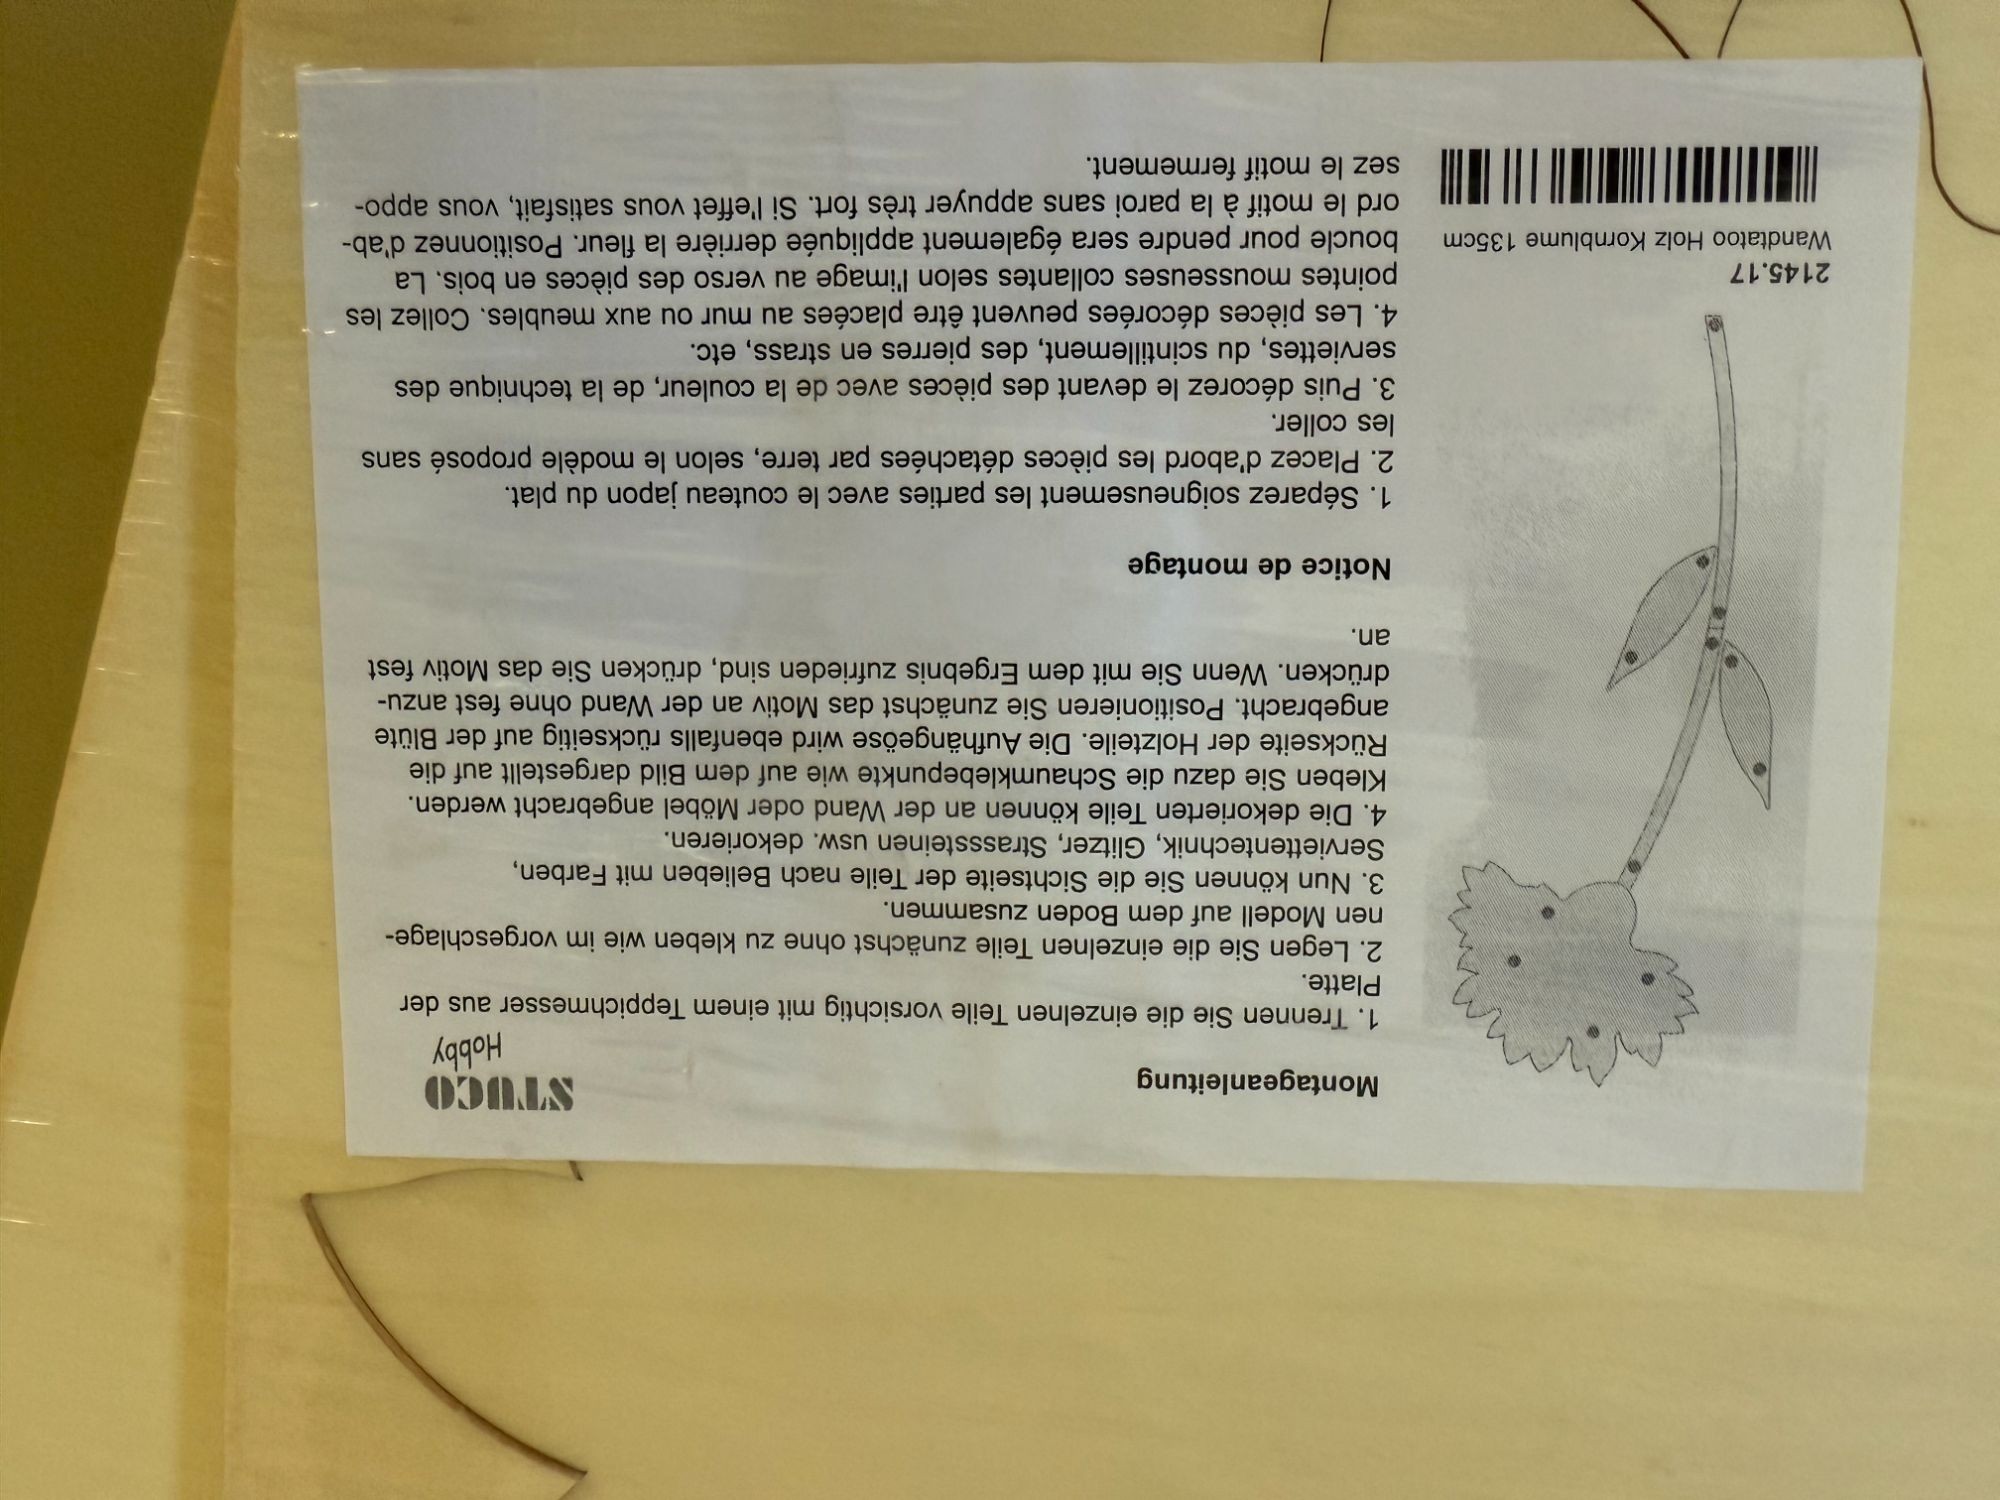 STUCO
Hobby
Montageanleitung
1. Trennen Sie die einzelnen Teile vorsichtig mit einem Teppichmesser aus der
Platte.
2. Legen Sie die einzelnen Teile zunächst ohne zu kleben wie im vorgeschlage-
nen Modell auf dem Boden zusammen.
3. Nun können Sie die Sichtseite der Teile nach Belieben mit Farben,
Serviettentechnik, Glitzer, Strasssteinen usw. dekorieren.
4. Die dekorierten Teile können an der Wand oder Möbel angebracht werden.
Kleben Sie dazu die Schaumklebepunkte wie auf dem Bild dargestellt auf die
Rückseite der Holzteile. Die Aufhängeöse wird ebenfalls rückseitig auf der Blüte
angebracht. Positionieren Sie zunächst das Motiv an der Wand ohne fest anzu-
drücken. Wenn Sie mit dem Ergebnis zufrieden sind, drücken Sie das Motiv fest
an.
Notice de montage
1. Séparez soigneusement les parties avec le couteau japon du plat.
2. Placez d'abord les pièces détachées par terre, selon le modèle proposé sans
les coller.
3. Puis décorez le devant des pièces avec de la couleur, de la technique des
serviettes, du scintillement, des pierres en strass, etc.
4. Les pièces décorées peuvent être placées au mur ou aux meubles. Collez les
pointes mousseuses collantes selon l'image au verso des pièces en bois. La
boucle pour pendre sera également appliquée derrière la fleur. Positionnez d'ab-
ord le motif à la paroi sans appuyer très fort. Si l'effet vous satisfait, vous appo-
sez le motif fermement.
2145.17
Wandtatoo Holz Kornblume 135cm